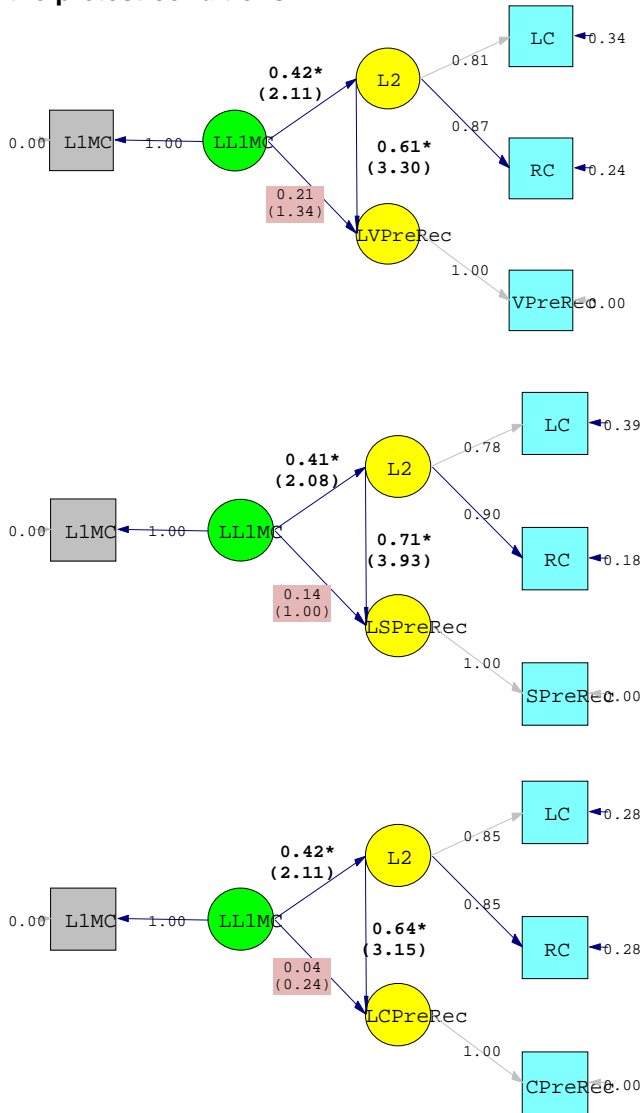 LC
0.34
0.81
0.42*
(2.11)
L2
0.00
L1MC
1.00
LL1MC
0.87
0.61*
(3.30)
RC
0.24
0.21
(1.34)
LVPreRec
1.00
VPreRec
0.00
LC
0.39
0.78
0.41*
(2.08)
L2
0.00
L1MC
1.00
LL1MC
0.90
0.71*
(3.93)
RC
0.18
0.14
(1.00)
LSPreRec
1.00
SPreRec
0.00
LC
0.28
0.85
0.42*
(2.11)
L2
0.00
L1MC
1.00
LL1MC
0.85
0.64*
(3.15)
RC
0.28
0.04
(0.24)
LCPreRec
1.00
CPreRec
0.00